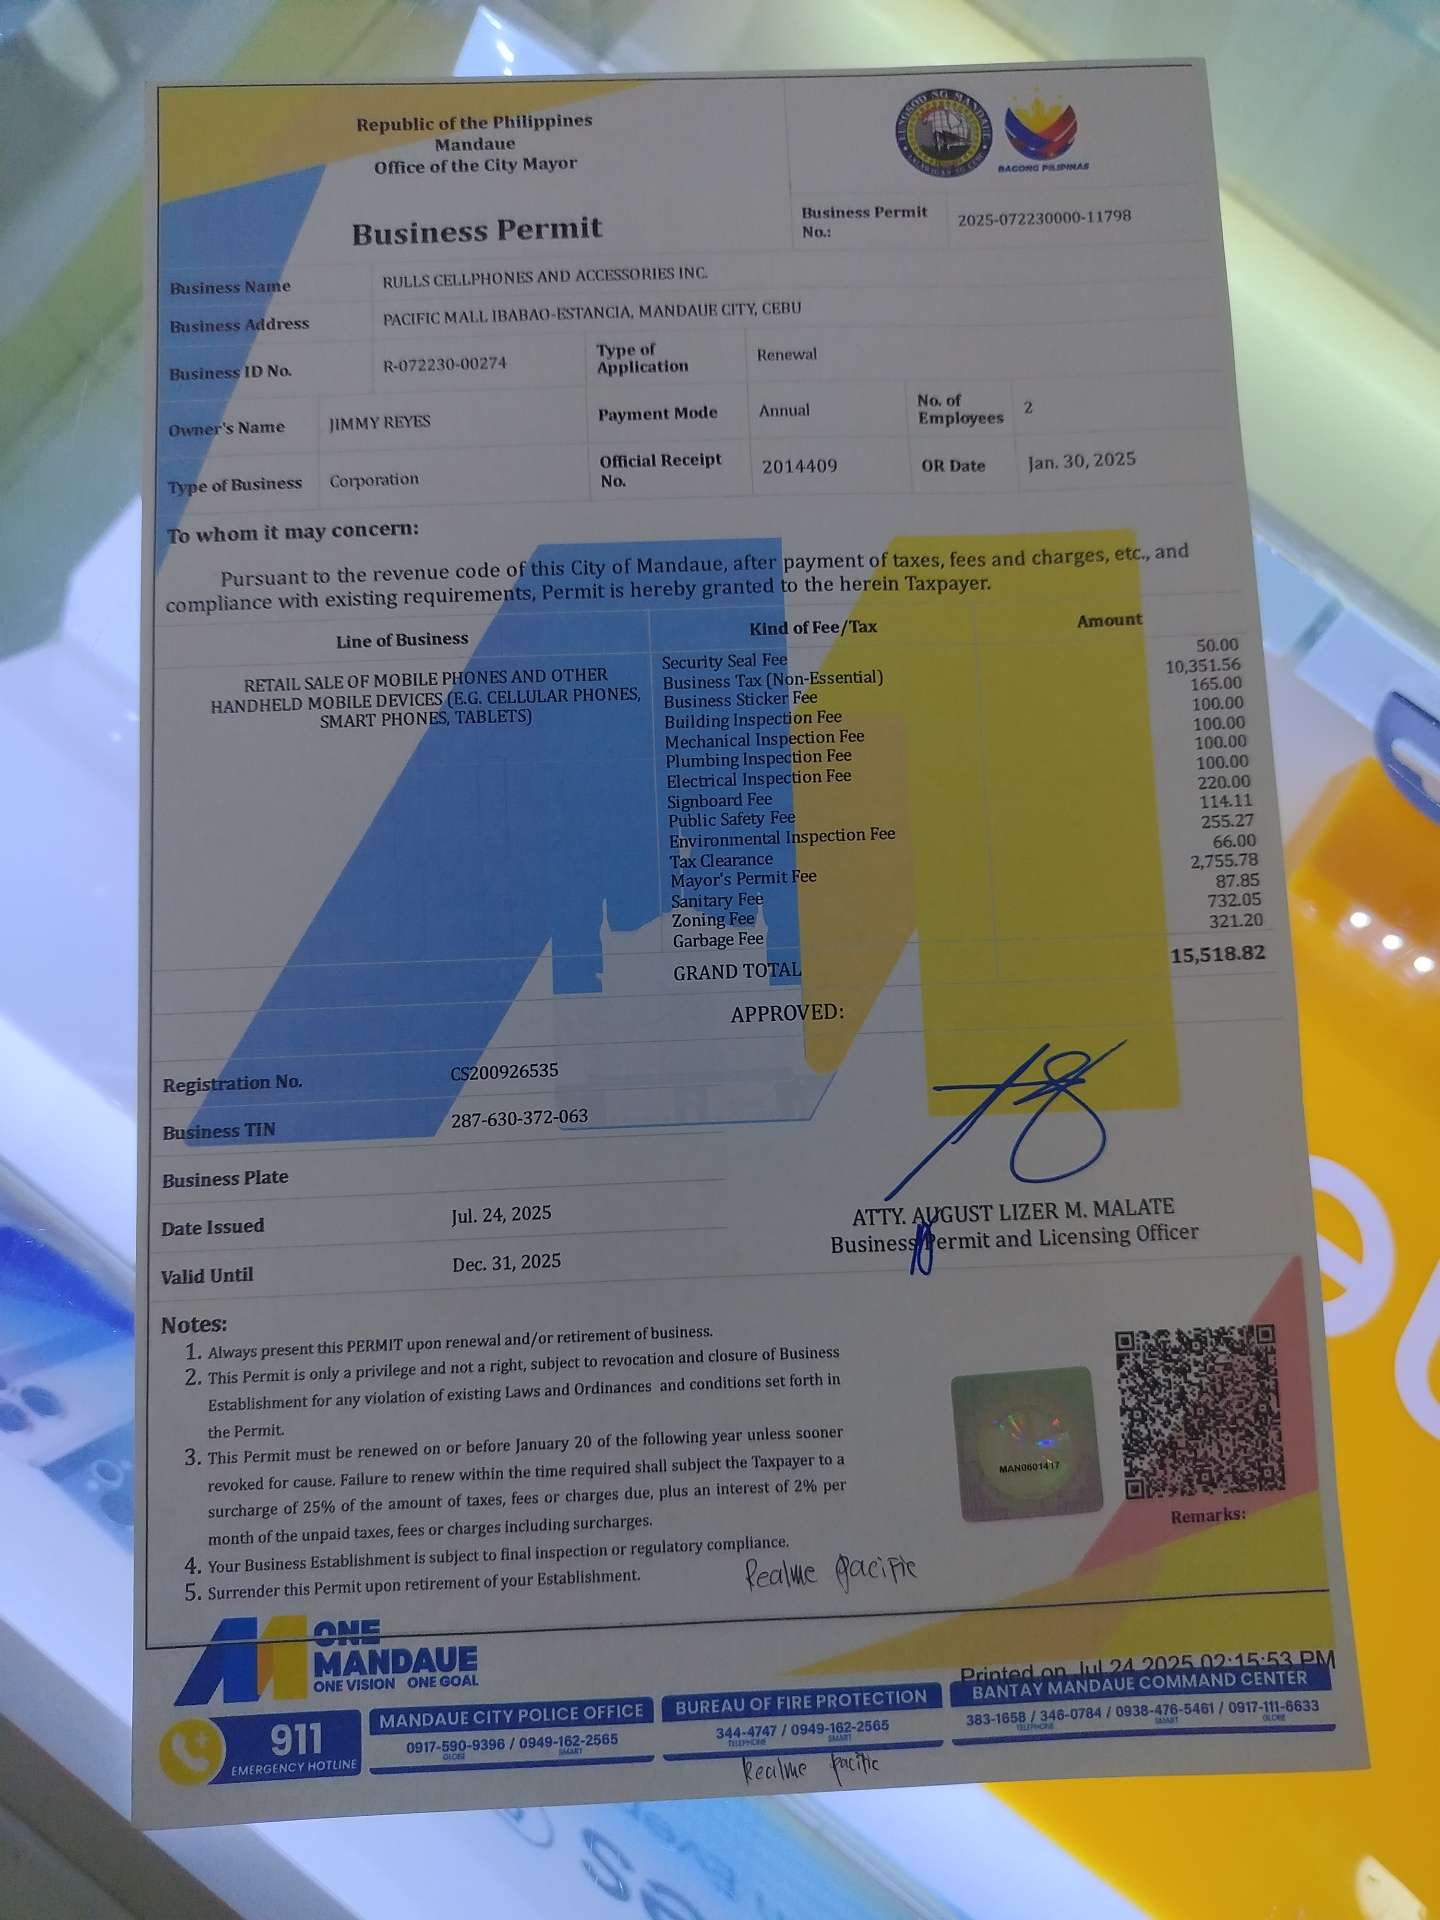 Republic of the Philippines
Mandaue
Office of the City Mayor
LUNGSOD NG MANDAUE
BAGONG PILIPINAS
Business Permit
Business Permit No.: 2025-072230000-11798
Business Name RULLS CELLPHONES AND ACCESSORIES INC.
Business Address PACIFIC MALL IBABAO-ESTANCIA, MANDAUE CITY, CEBU
Business ID No. R-072230-00274 Type of Application Renewal
Owner's Name JIMMY REYES Payment Mode Annual No. of Employees 2
Type of Business Corporation Official Receipt No. 2014409 OR Date Jan. 30, 2025
To whom it may concern:
Pursuant to the revenue code of this City of Mandaue, after payment of taxes, fees and charges, etc., and
compliance with existing requirements, Permit is hereby granted to the herein Taxpayer.
Line of Business Kind of Fee/Tax Amount
RETAIL SALE OF MOBILE PHONES AND OTHER
HANDHELD MOBILE DEVICES (E.G. CELLULAR PHONES,
SMART PHONES, TABLETS)
Security Seal Fee 50.00
Business Tax (Non-Essential) 10,351.56
Business Sticker Fee 165.00
Building Inspection Fee 100.00
Mechanical Inspection Fee 100.00
Plumbing Inspection Fee 100.00
Electrical Inspection Fee 100.00
Signboard Fee 220.00
Public Safety Fee 114.11
Environmental Inspection Fee 255.27
Tax Clearance 66.00
Mayor's Permit Fee 2,755.78
Sanitary Fee 87.85
Zoning Fee 732.05
Garbage Fee 321.20
GRAND TOTAL 15,518.82
APPROVED:
Registration No. CS200926535
Business TIN 287-630-372-063
Business Plate
Date Issued Jul. 24, 2025
Valid Until Dec. 31, 2025
ATTY. AUGUST LIZER M. MALATE
Business Permit and Licensing Officer
Notes:
1. Always present this PERMIT upon renewal and/or retirement of business.
2. This Permit is only a privilege and not a right, subject to revocation and closure of Business
Establishment for any violation of existing Laws and Ordinances and conditions set forth in
the Permit.
3. This Permit must be renewed on or before January 20 of the following year unless sooner
revoked for cause. Failure to renew within the time required shall subject the Taxpayer to a
surcharge of 25% of the amount of taxes, fees or charges due, plus an interest of 2% per
month of the unpaid taxes, fees or charges including surcharges.
4. Your Business Establishment is subject to final inspection or regulatory compliance.
5. Surrender this Permit upon retirement of your Establishment.
MAN0601417
Remarks:
Realme pacific
ONE
MANDAUE
ONE VISION ONE GOAL
Printed on Jul 24 2025 02:15:53 PM
911
EMERGENCY HOTLINE
MANDAUE CITY POLICE OFFICE
0917-590-9396 / 0949-162-2565
GLOBE SMART
BUREAU OF FIRE PROTECTION
344-4747 / 0949-162-2565
TELEPHONE SMART
BANTAY MANDAUE COMMAND CENTER
383-1658 / 346-0784 / 0938-476-5461 / 0917-111-6633
TELEPHONE SMART GLOBE
Realme pacific